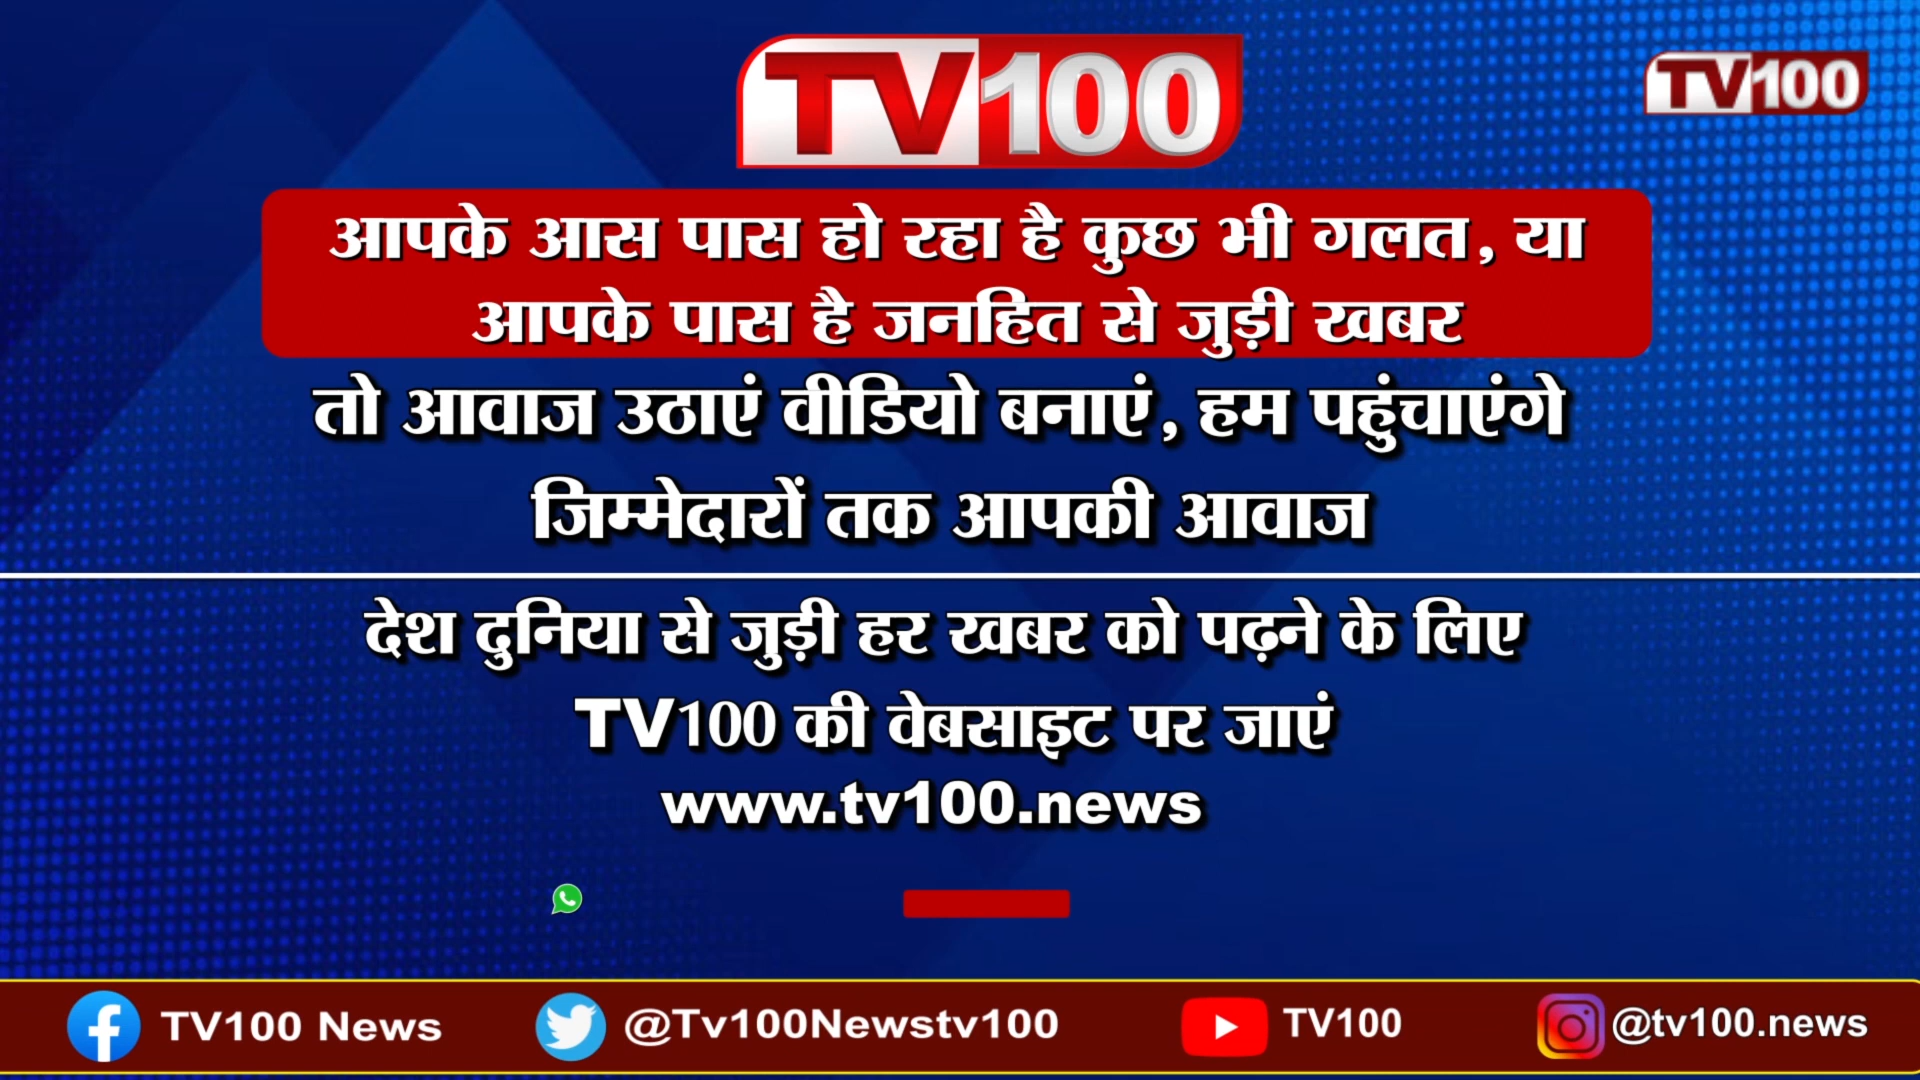 TV100
TV100
आपके आस पास हो रहा है कुछ भी गलत, या
आपके पास है जनहित से जुड़ी खबर
तो आवाज उठाएं वीडियो बनाएं, हम पहुंचाएंगे
जिम्मेदारों तक आपकी आवाज
देश दुनिया से जुड़ी हर खबर को पढ़ने के लिए
TV100 की वेबसाइट पर जाएं
www.tv100.news
TV100 News
@Tv100Newstv100
TV100
@tv100.news